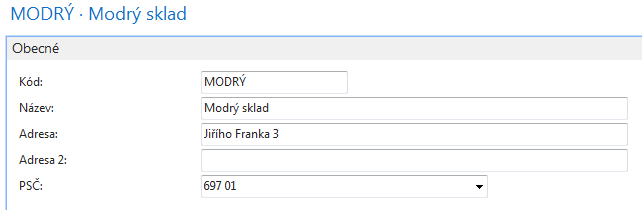 MODRÝ · Modrý sklad
Obecné
Kód: MODRÝ
Název: Modrý sklad
Adresa: Jiřího Franka 3
Adresa 2:
PSČ: 697 01